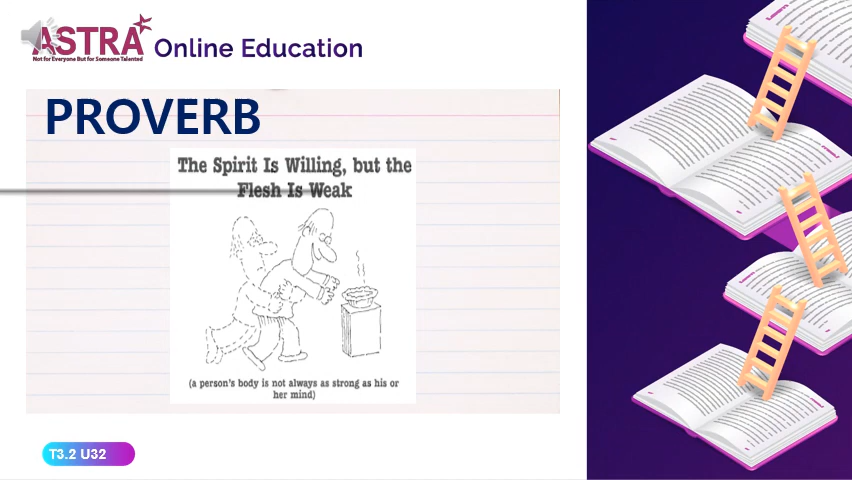 ASTRA
Not for Everyone But for Someone Talented
Online Education
PROVERB
The Spirit Is Willing, but the
Flesh Is Weak
(a person's body is not always as strong as his or
her mind)
T3.2 U32